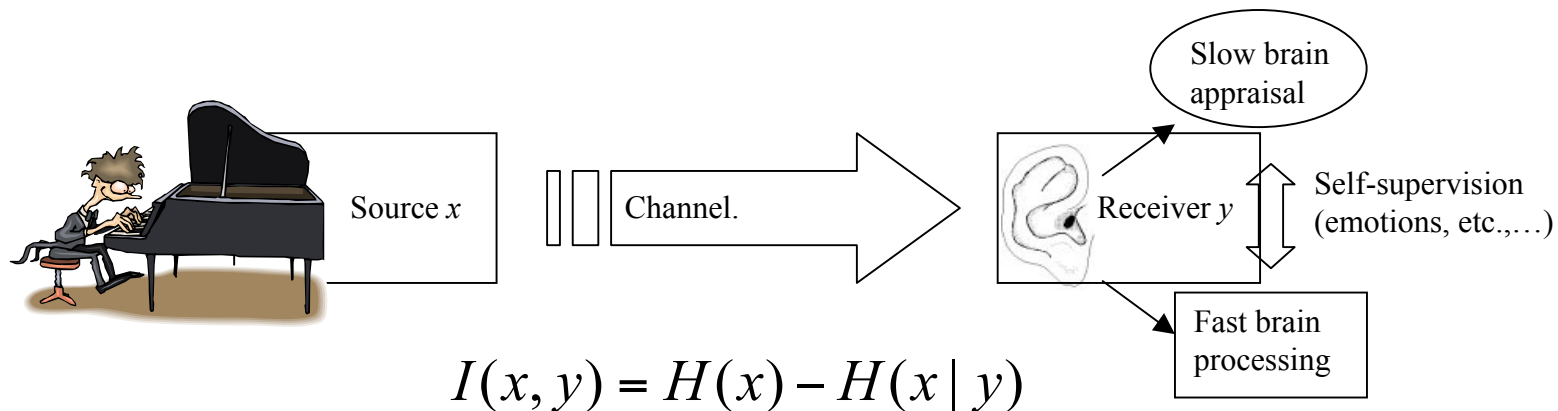 Slow brain
appraisal
Source x
Channel.
Receiver y
Self-supervision
(emotions, etc.,…)
Fast brain
processing
I(x, y) = H(x) − H(x | y)